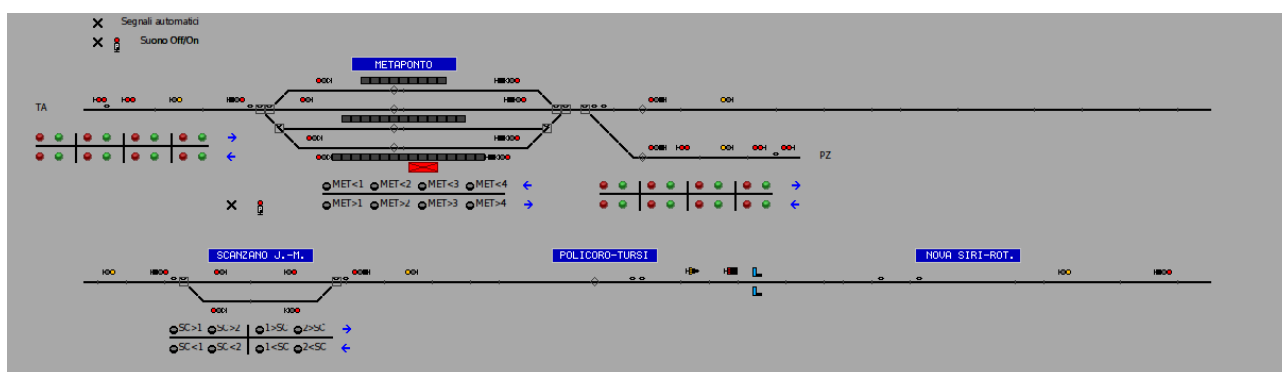 Segnali automatici
Suono Off/On
METAPONTO
TA
PZ
MET<1 MET<2 MET<3 MET<4
MET>1 MET>2 MET>3 MET>4
SCANZANO J.-M. POLICORO-TURSI NOVA SIRI-ROT.
SC>1 SC>2 1>SC 2>SC
SC<1 SC<2 1<SC 2<SC